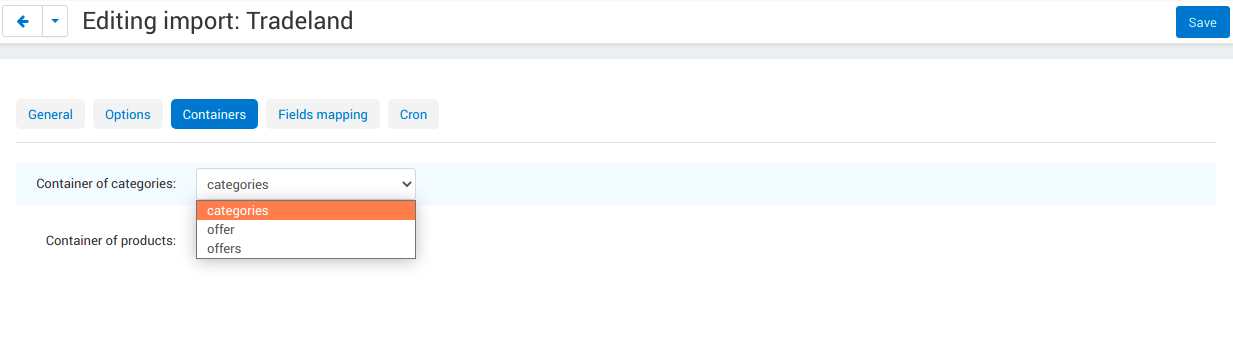 Editing import: Tradeland
Save
General
Options
Containers
Fields mapping
Cron
Container of categories:
categories
categories
offer
offers
Container of products: